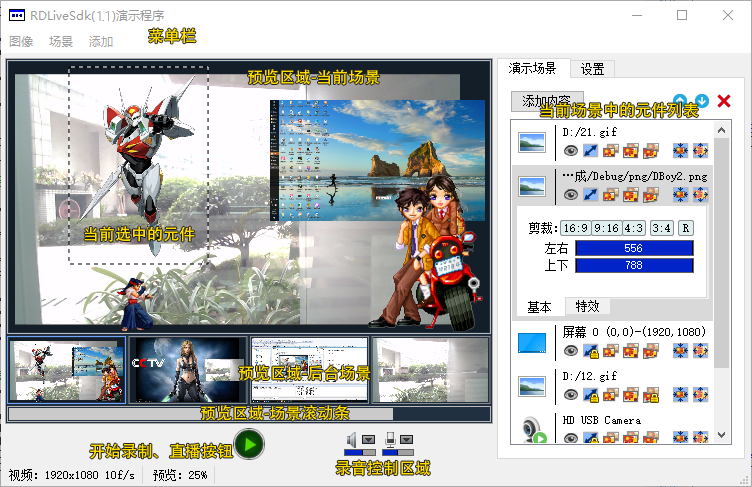 RDLiveSdk(1.1)演示程序
图像 场景 添加
菜单栏
预览区域-当前场景
当前选中的元件
CCTV
预览区域-后台场景
预览区域-场景滚动条
开始录制、直播按钮
录音控制区域
视频: 1920x1080 10f/s 预览: 25%
演示场景 设置
添加内容
当前场景中的元件列表
D:/21.gif
…成/Debug/png/DBoy2.png
剪裁: 16:9 9:16 4:3 3:4 R
左右 556
上下 788
基本 特效
屏幕 0 (0,0)-(1920,1080)
D:/12.gif
HD USB Camera